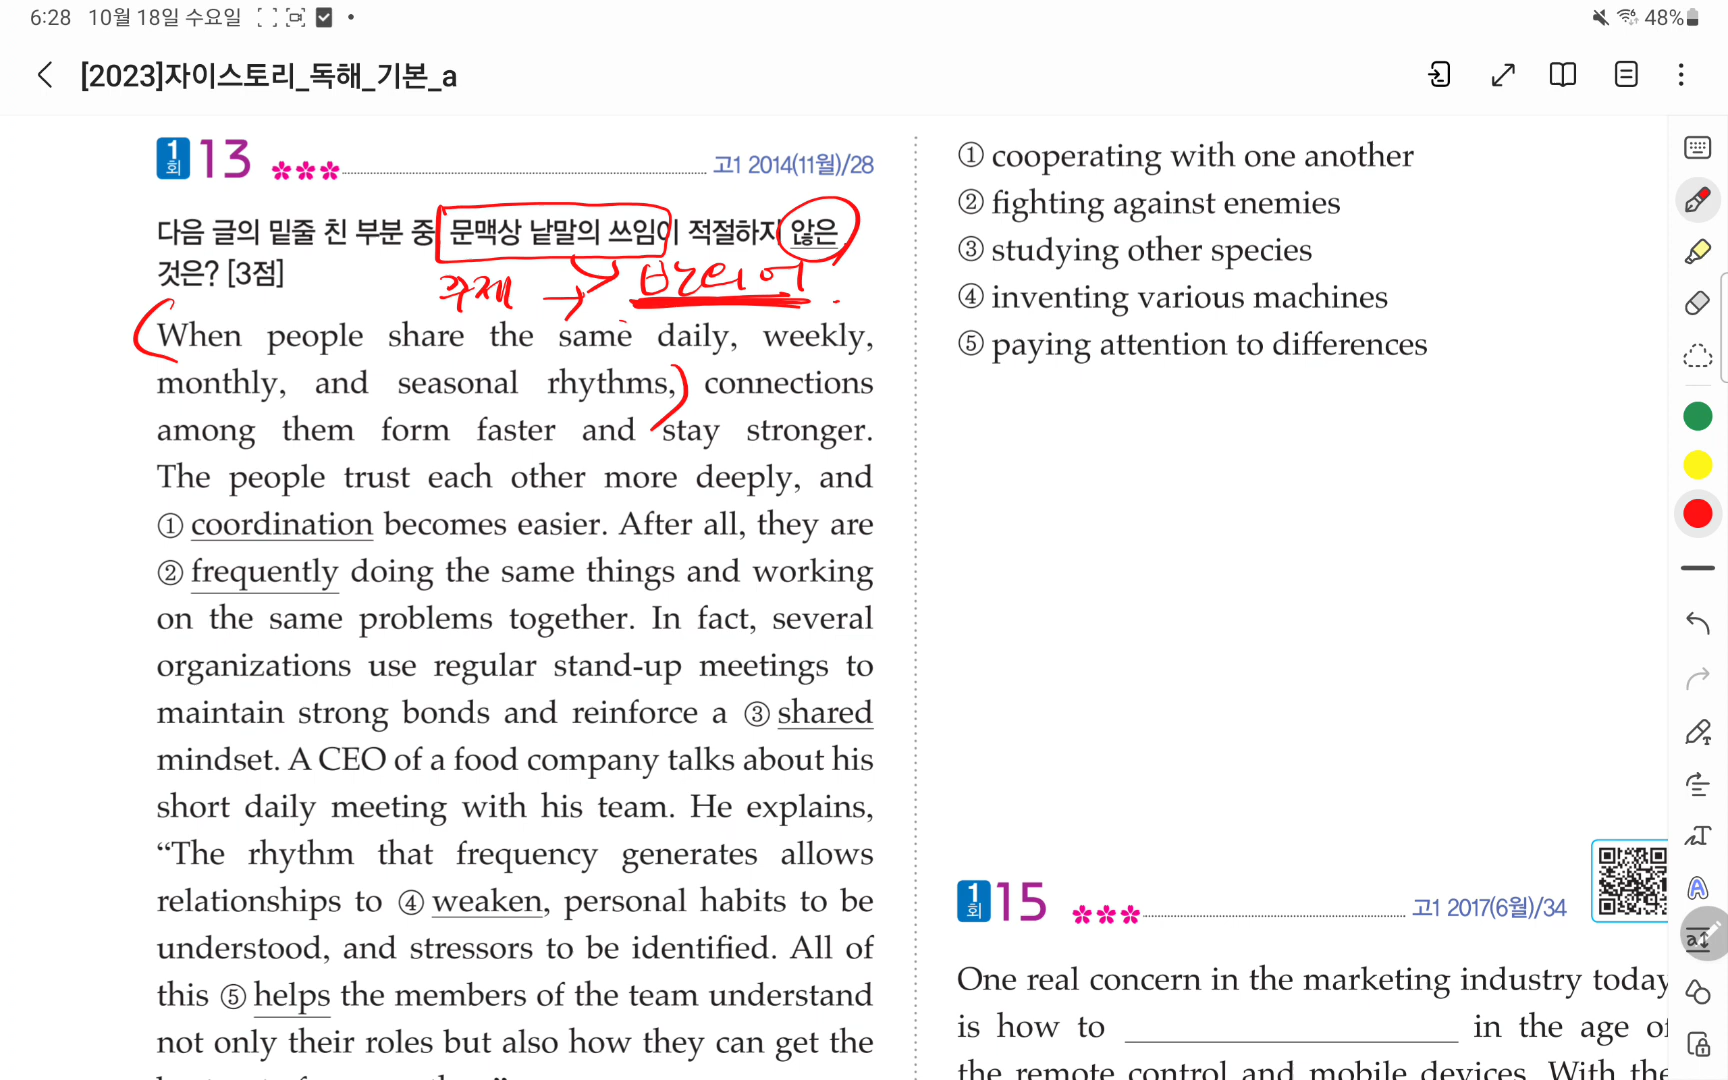 6:28 10월 18일 수요일
48%
[2023]자이스토리_독해_기본_a
1회 13
고1 2014(11월)/28
다음 글의 밑줄 친 부분 중 문맥상 낱말의 쓰임이 적절하지 않은
것은? [3점]
주제 → 반의어
When people share the same daily, weekly,
monthly, and seasonal rhythms, connections
among them form faster and stay stronger.
The people trust each other more deeply, and
① coordination becomes easier. After all, they are
② frequently doing the same things and working
on the same problems together. In fact, several
organizations use regular stand-up meetings to
maintain strong bonds and reinforce a ③ shared
mindset. A CEO of a food company talks about his
short daily meeting with his team. He explains,
“The rhythm that frequency generates allows
relationships to ④ weaken, personal habits to be
understood, and stressors to be identified. All of
this ⑤ helps the members of the team understand
not only their roles but also how they can get the
① cooperating with one another
② fighting against enemies
③ studying other species
④ inventing various machines
⑤ paying attention to differences
1회 15
고1 2017(6월)/34
One real concern in the marketing industry today
is how to ____________ in the age of
the remote control and mobile devices. With the